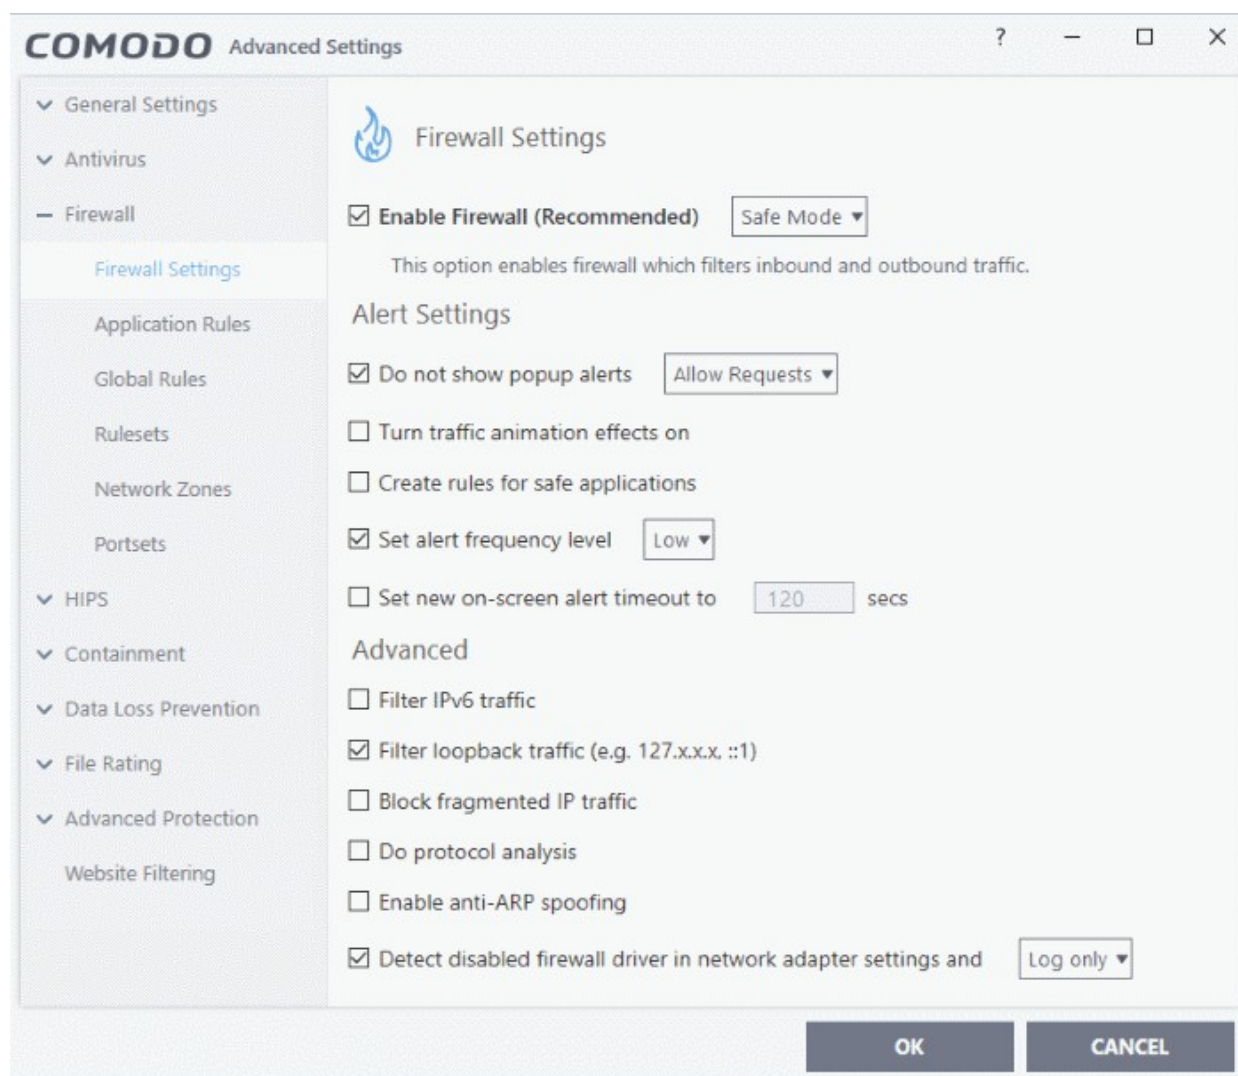 COMODO Advanced Settings ?
General Settings
Antivirus
Firewall
Firewall Settings
Application Rules
Global Rules
Rulesets
Network Zones
Portsets
HIPS
Containment
Data Loss Prevention
File Rating
Advanced Protection
Website Filtering
Firewall Settings
Enable Firewall (Recommended) Safe Mode
This option enables firewall which filters inbound and outbound traffic.
Alert Settings
Do not show popup alerts Allow Requests
Turn traffic animation effects on
Create rules for safe applications
Set alert frequency level Low
Set new on-screen alert timeout to 120 secs
Advanced
Filter IPv6 traffic
Filter loopback traffic (e.g. 127.x.x.x, ::1)
Block fragmented IP traffic
Do protocol analysis
Enable anti-ARP spoofing
Detect disabled firewall driver in network adapter settings and Log only
OK CANCEL